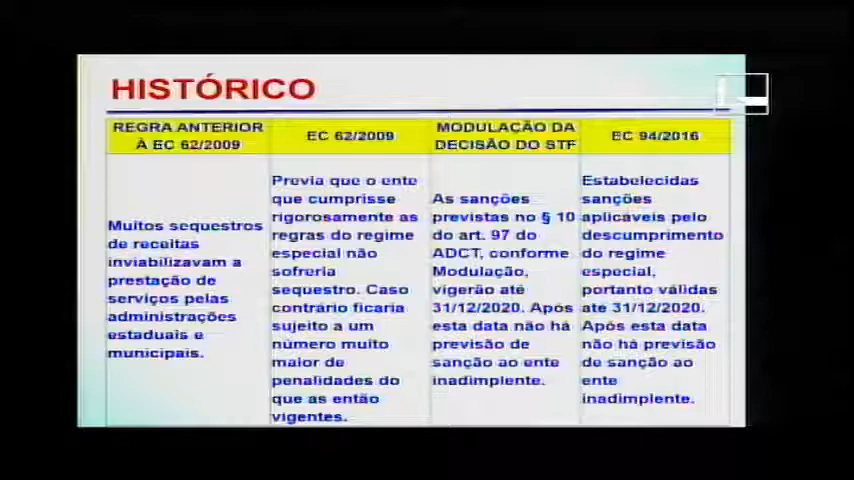 HISTÓRICO
REGRA ANTERIOR
À EC 62/2009
EC 62/2009
MODULAÇÃO DA
DECISÃO DO STF
EC 94/2016
Muitos sequestros
de receitas
inviabilizavam a
prestação de
serviços pelas
administrações
estaduais e
municipais.
Previa que o ente
que cumprisse
rigorosamente as
regras do regime
especial não
sofreria
sequestro. Caso
contrário ficaria
sujeito a um
número muito
maior de
penalidades do
que as então
vigentes.
As sanções
previstas no § 10
do art. 97 do
ADCT, conforme
Modulação,
vigerão até
31/12/2020. Após
esta data não há
previsão de
sanção ao ente
inadimplente.
Estabelecidas
sanções
aplicáveis pelo
descumprimento
do regime
especial,
portanto válidas
até 31/12/2020.
Após esta data
não há previsão
de sanção ao
ente
inadimplente.